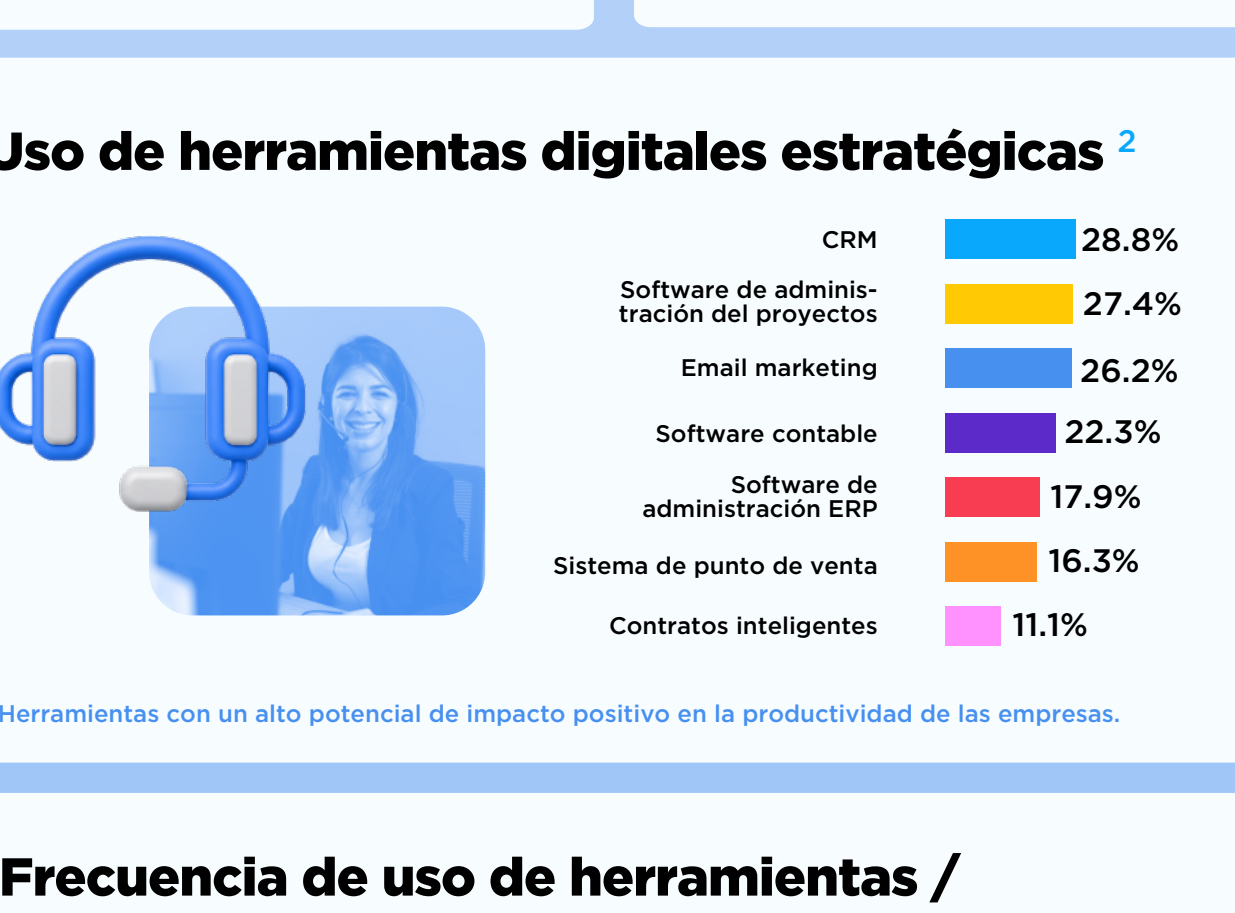 Uso de herramientas digitales estratégicas 2
CRM
28.8%
Software de adminis-
tración del proyectos
27.4%
Email marketing
26.2%
Software contable
22.3%
Software de
administración ERP
17.9%
Sistema de punto de venta
16.3%
Contratos inteligentes
11.1%
Herramientas con un alto potencial de impacto positivo en la productividad de las empresas.
Frecuencia de uso de herramientas /